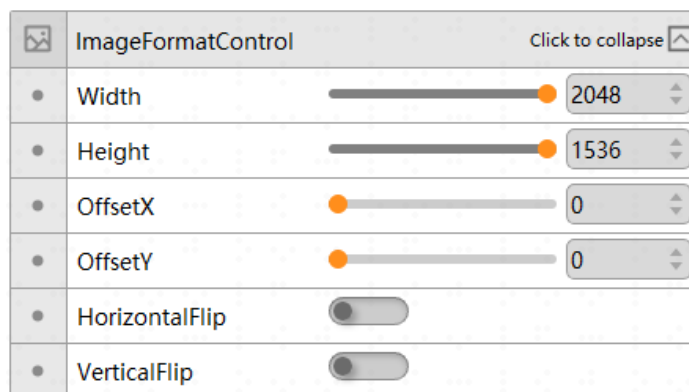 ImageFormatControl Click to collapse
Width 2048
Height 1536
OffsetX 0
OffsetY 0
HorizontalFlip
VerticalFlip